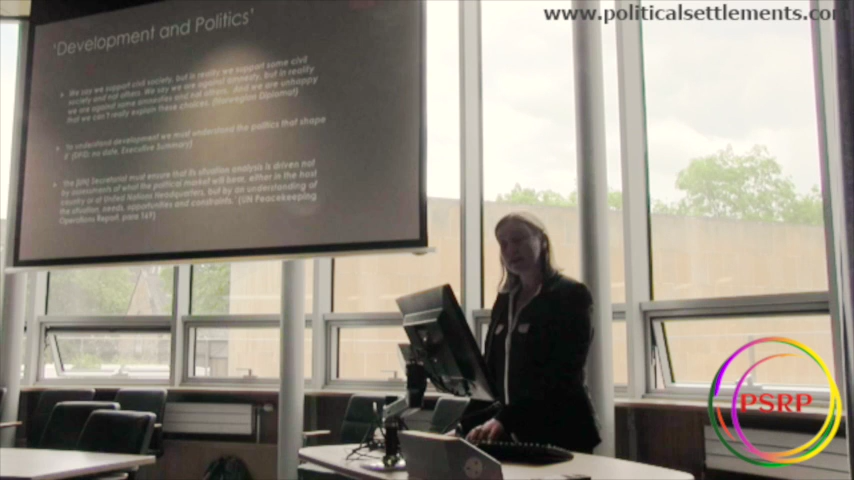 www.politicalsettlements.com
'Development and Politics'
We say we support civil society, but in reality we support some civil
society and not others. We say we are against amnesty, but in reality
we are against some amnesties and not others. And we are unhappy
that we can't really explain these choices. (Norwegian Diplomat)
'To understand development we must understand the politics that shape
it' (DFID, no date, Executive Summary)
The [UN] Secretariat must ensure that its situation analysis is driven not
by assessments of what the political market will bear, either in the host
country or at United Nations Headquarters, but by an understanding of
the situation, needs, opportunities and constraints.' (UN Peacekeeping
Operations Report, para 169)
PSRP